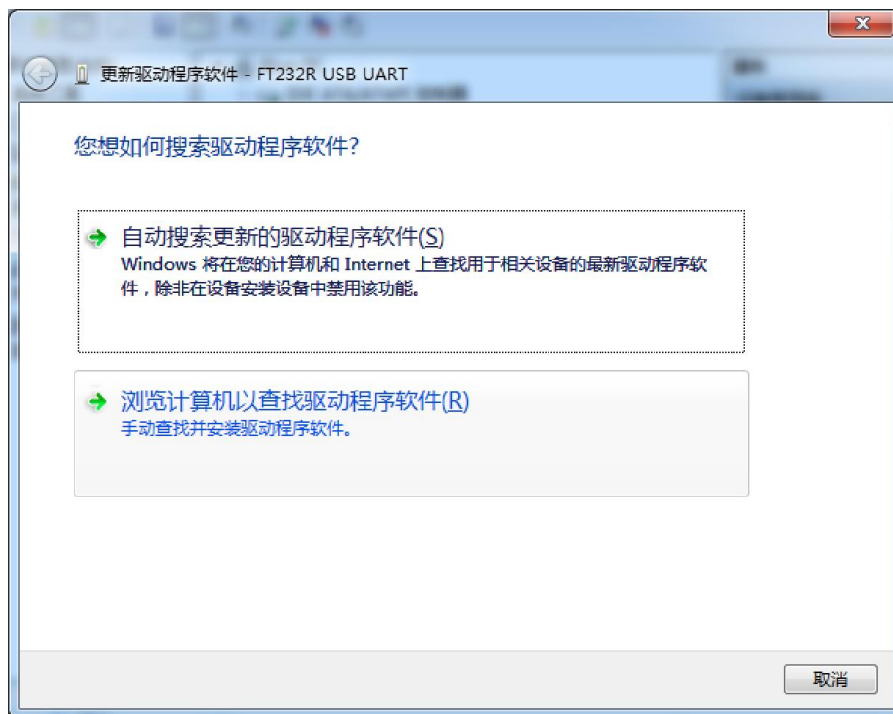 更新驱动程序软件 - FT232R USB UART
您想如何搜索驱动程序软件?
自动搜索更新的驱动程序软件(S)
Windows 将在您的计算机和 Internet 上查找用于相关设备的最新驱动程序软
件，除非在设备安装设备中禁用该功能。
浏览计算机以查找驱动程序软件(R)
手动查找并安装驱动程序软件。
取消